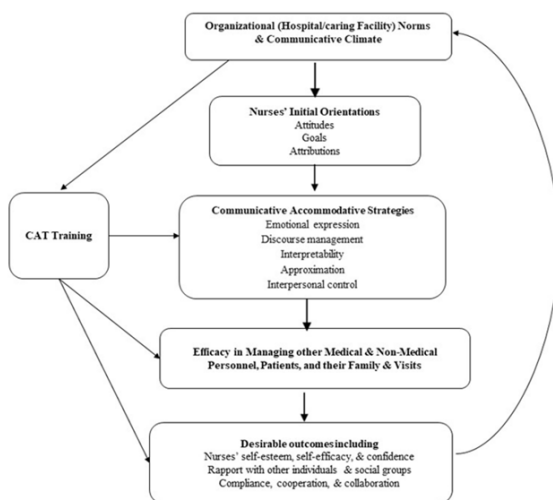 Organizational (Hospital/caring Facility) Norms
& Communicative Climate
Nurses' Initial Orientations
Attitudes
Goals
Attributions
CAT Training
Communicative Accommodative Strategies
Emotional expression
Discourse management
Interpretability
Approximation
Interpersonal control
Efficacy in Managing other Medical & Non-Medical
Personnel, Patients, and their Family & Visits
Desirable outcomes including
Nurses' self-esteem, self-efficacy, & confidence
Rapport with other individuals & social groups
Compliance, cooperation, & collaboration